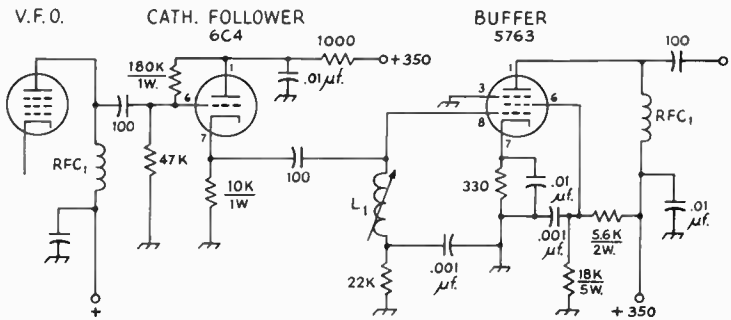 V.F.O. CATH. FOLLOWER BUFFER
6C4 5763
1000 +350 100
180K
1W.
.01 µf.
1 1
6 3 6
8
100 7 7
RFC₁ 47K RFC₁
10K
1W
100 330 .01
µf.
L₁
.01
µf.
.001
µf.
5.6K
2W.
22K .001
µf.
18K
5W.
+ +350